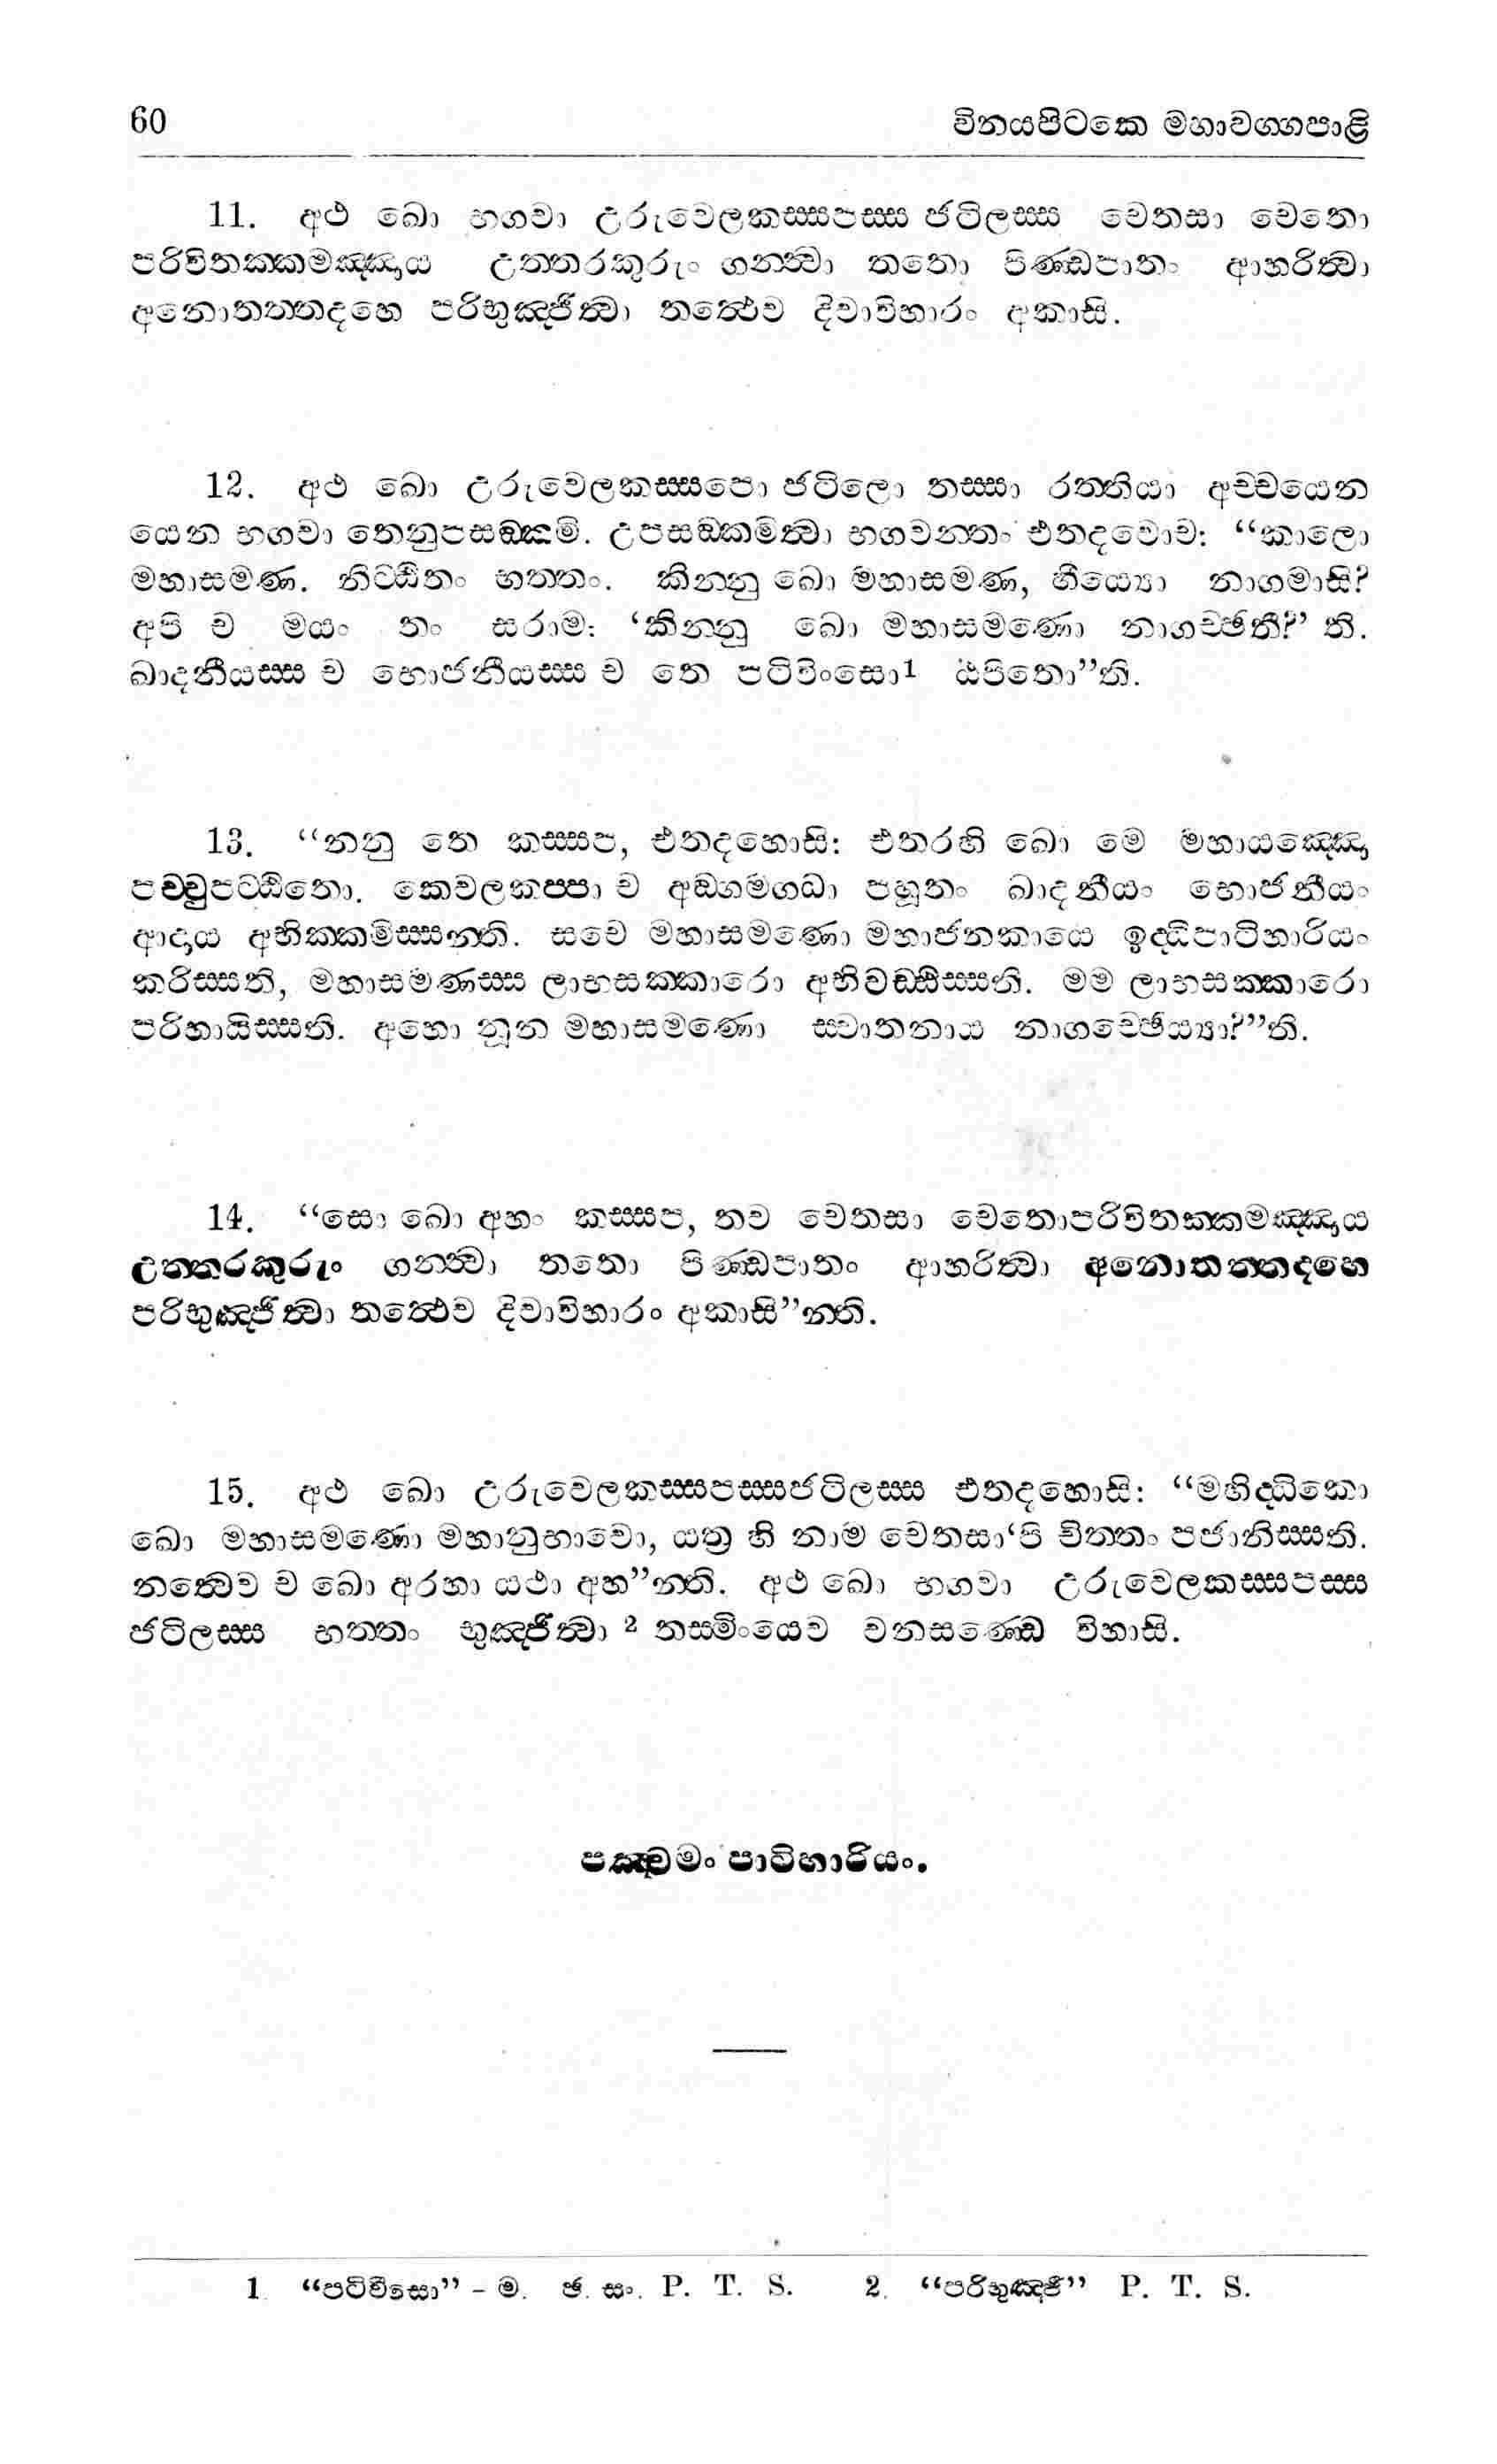 60 විනයපිටකෙ මහාවග්ගපාළි
11. අථ ඛො භගවා උරුවෙලකස්සපස්ස ජටිලස්ස චෙතසා චෙතො
පරිවිතක්කමඤ්ඤාය උත්තරකුරුං ගන්ත්වා තතො පිණ්ඩපාතං ආහරිත්වා
අනොතත්තදහෙ පරිභුඤ්ජිත්වා තත්ථෙව දිවාවිහාරං අකාසි.
12. අථ ඛො උරුවෙලකස්සපො ජටිලො තස්සා රත්තියා අච්චයෙන
යෙන භගවා තෙනුපසඞ්කමි. උපසඞ්කමිත්වා භගවන්තං එතදවොච: “කාලො
මහාසමණ. නිට්ඨිතං භත්තං. කින්නු ඛො මහාසමණ, හීය්‍යො නාගමාසි?
අපි ච මයං තං සරාම: ‘කින්නු ඛො මහාසමණො නාගච්ඡතී?’ ති.
ඛාදනීයස්ස ච භොජනීයස්ස ච තෙ පටිවිංසො1 ඨපිතො”ති.
13. “නනු තෙ කස්සප, එතදහොසි: එතරහි ඛො මෙ මහායඤ්ඤො
පච්චුපට්ඨිතො. කෙවලකප්පා ච අඞ්ගමගධා පහූතං ඛාදනීයං භොජනීයං
ආදාය අභික්කමිස්සන්ති. සචෙ මහාසමණො මහාජනකායෙ ඉද්ධිපාටිහාරියං
කරිස්සති, මහාසමණස්ස ලාභසක්කාරො අභිවඩ්ඪිස්සති. මම ලාභසක්කාරො
පරිහායිස්සති. අහො නූන මහාසමණො ස්වාතනාය නාගච්ඡෙය්‍යා?”ති.
14. “සො ඛො අහං කස්සප, තව චෙතසා චෙතොපරිවිතක්කමඤ්ඤාය
උත්තරකුරුං ගන්ත්වා තතො පිණ්ඩපාතං ආහරිත්වා අනොතත්තදහෙ
පරිභුඤ්ජිත්වා තත්ථෙව දිවාවිහාරං අකාසි”න්ති.
15. අථ ඛො උරුවෙලකස්සපස්සජටිලස්ස එතදහොසි: “මහිද්ධිකො
ඛො මහාසමණො මහානුභාවො, යත්‍ර හි නාම චෙතසා‘පි චිත්තං පජානිස්සති.
නත්වෙව ච ඛො අරහා යථා අහ”න්ති. අථ ඛො භගවා උරුවෙලකස්සපස්ස
ජටිලස්ස භත්තං භුඤ්ජිත්වා 2 තස්මිංයෙව වනසණ්ඩෙ විහාසි.
පඤ්චමං පාටිහාරියං.
1. “පටිවීසො” - ම. ඡ. සං. P. T. S. 2. “පරිභුඤ්ජි” P. T. S.